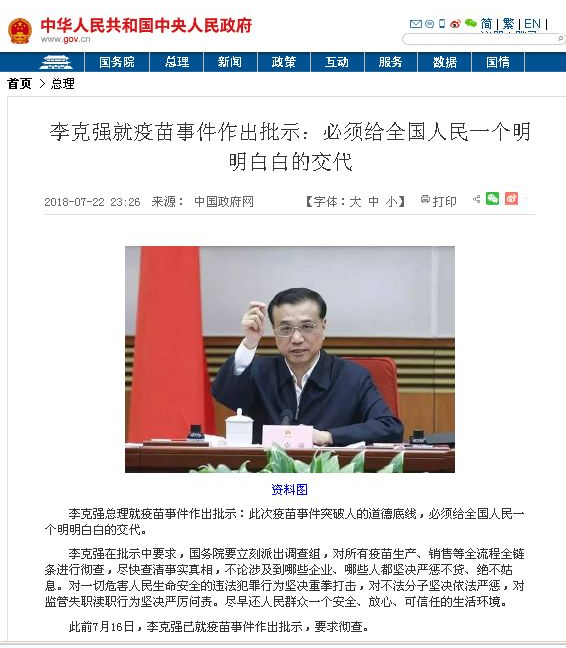 中华人民共和国中央人民政府
www.gov.cn
简 | 繁 | EN |
国务院 总理 新闻 政策 互动 服务 数据 国情
首页 > 总理
李克强就疫苗事件作出批示：必须给全国人民一个明
明白白的交代
2018-07-22 23:26 来源： 中国政府网 【字体：大 中 小】 打印
资料图
李克强总理就疫苗事件作出批示：此次疫苗事件突破人的道德底线，必须给全国人民一
个明明白白的交代。
李克强在批示中要求，国务院要立刻派出调查组，对所有疫苗生产、销售等全流程全链
条进行彻查，尽快查清事实真相，不论涉及到哪些企业、哪些人都坚决严惩不贷、绝不姑
息。对一切危害人民生命安全的违法犯罪行为坚决重拳打击，对不法分子坚决依法严惩，对
监管失职渎职行为坚决严厉问责。尽早还人民群众一个安全、放心、可信任的生活环境。
此前7月16日，李克强已就疫苗事件作出批示，要求彻查。